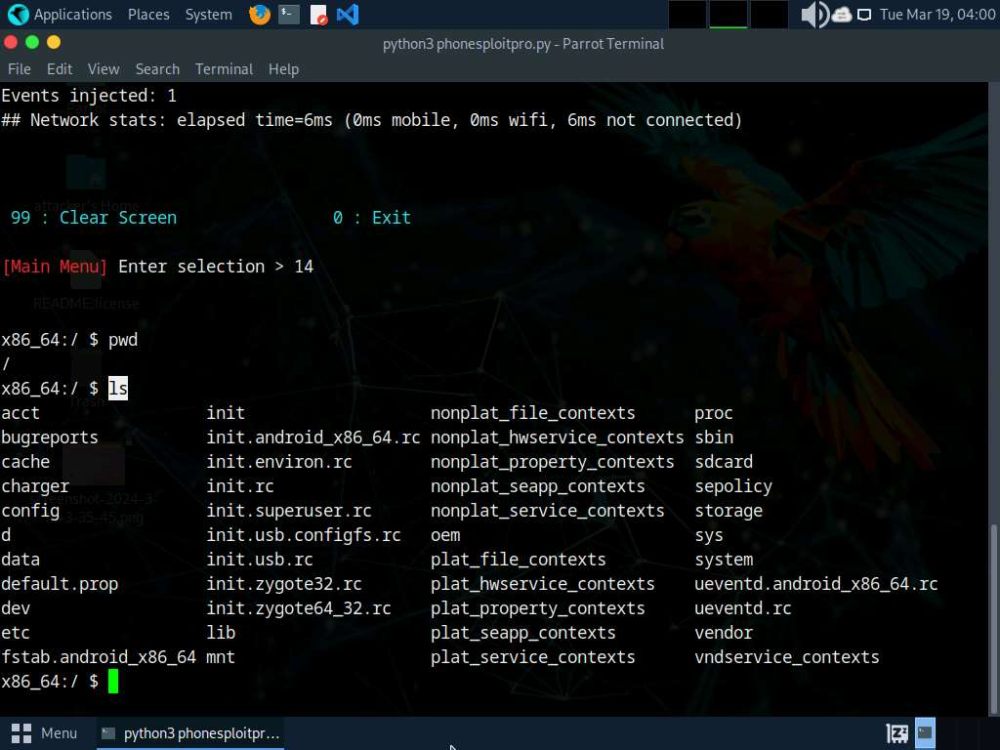 Applications Places System Tue Mar 19, 04:00
python3 phonesploitpro.py - Parrot Terminal
File Edit View Search Terminal Help
Events injected: 1
## Network stats: elapsed time=6ms (0ms mobile, 0ms wifi, 6ms not connected)
attacker's Home
99 : Clear Screen 0 : Exit
[Main Menu] Enter selection > 14
README.license
x86_64:/ $ pwd
/
x86_64:/ $ ls
Trash
acct init nonplat_file_contexts proc
bugreports init.android_x86_64.rc nonplat_hwservice_contexts sbin
cache init.environ.rc nonplat_property_contexts sdcard
charger init.rc nonplat_seapp_contexts sepolicy
config init.superuser.rc nonplat_service_contexts storage
d init.usb.configfs.rc oem sys
data init.usb.rc plat_file_contexts system
default.prop init.zygote32.rc plat_hwservice_contexts ueventd.android_x86_64.rc
dev init.zygote64_32.rc plat_property_contexts ueventd.rc
etc lib plat_seapp_contexts vendor
fstab.android_x86_64 mnt plat_service_contexts vndservice_contexts
x86_64:/ $
Menu python3 phonesploitpr...